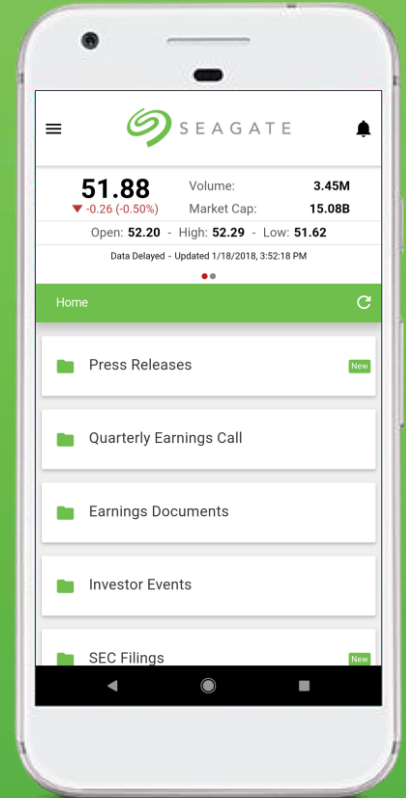 SEAGATE
51.88 Volume: 3.45M
▼ -0.26 (-0.50%) Market Cap: 15.08B
Open: 52.20 - High: 52.29 - Low: 51.62
Data Delayed - Updated 1/18/2018, 3:52:18 PM
Home
Press Releases New
Quarterly Earnings Call
Earnings Documents
Investor Events
SEC Filings New